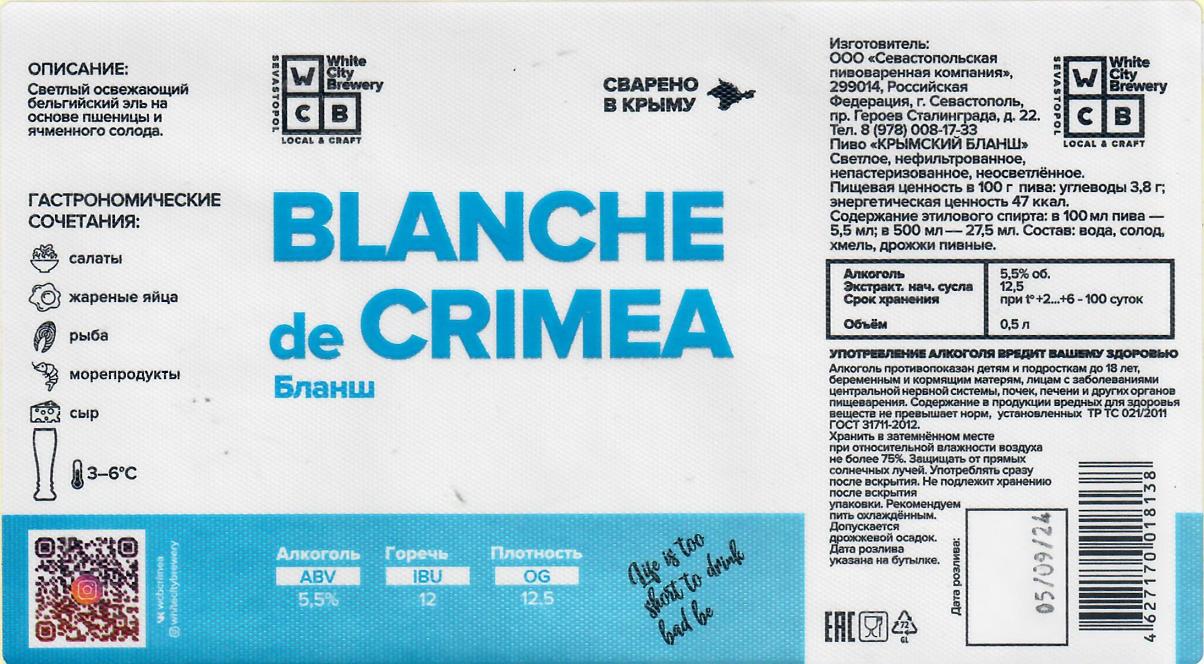 ОПИСАНИЕ:
Светлый освежающий
бельгийский эль на
основе пшеницы и
ячменного солода.
ГАСТРОНОМИЧЕСКИЕ
СОЧЕТАНИЯ:
салаты
жареные яйца
рыба
морепродукты
сыр
3–6°C
wcbcrimea
whitecitybrewery
SEVASTOPOL
W
C B
White
City
Brewery
LOCAL & CRAFT
СВАРЕНО
В КРЫМУ
BLANCHE
de CRIMEA
Бланш
Алкоголь
ABV
5,5%
Горечь
IBU
12
Плотность
OG
12.5
Life is too
short to drink
bad be
Изготовитель:
ООО «Севастопольская
пивоваренная компания»,
299014, Российская
Федерация, г. Севастополь,
пр. Героев Сталинграда, д. 22.
Тел. 8 (978) 008-17-33
Пиво «КРЫМСКИЙ БЛАНШ»
Светлое, нефильтрованное,
непастеризованное, неосветлённое.
Пищевая ценность в 100 г пива: углеводы 3,8 г;
энергетическая ценность 47 ккал.
Содержание этилового спирта: в 100 мл пива —
5,5 мл; в 500 мл — 27,5 мл. Состав: вода, солод,
хмель, дрожжи пивные.
SEVASTOPOL
W
C B
White
City
Brewery
LOCAL & CRAFT
Алкоголь 5,5% об.
Экстракт. нач. сусла 12,5
Срок хранения при t° +2...+6 - 100 суток
Объём 0,5 л
УПОТРЕБЛЕНИЕ АЛКОГОЛЯ ВРЕДИТ ВАШЕМУ ЗДОРОВЬЮ
Алкоголь противопоказан детям и подросткам до 18 лет,
беременным и кормящим матерям, лицам с заболеваниями
центральной нервной системы, почек, печени и других органов
пищеварения. Содержание в продукции вредных для здоровья
веществ не превышает норм, установленных ТР ТС 021/2011
ГОСТ 31711-2012.
Хранить в затемнённом месте
при относительной влажности воздуха
не более 75%. Защищать от прямых
солнечных лучей. Употреблять сразу
после вскрытия. Не подлежит хранению
после вскрытия
упаковки. Рекомендуем
пить охлаждённым.
Допускается
дрожжевой осадок.
Дата розлива
указана на бутылке.
EAC
72
GL
Дата розлива:
05/09/24
4 627170 018138